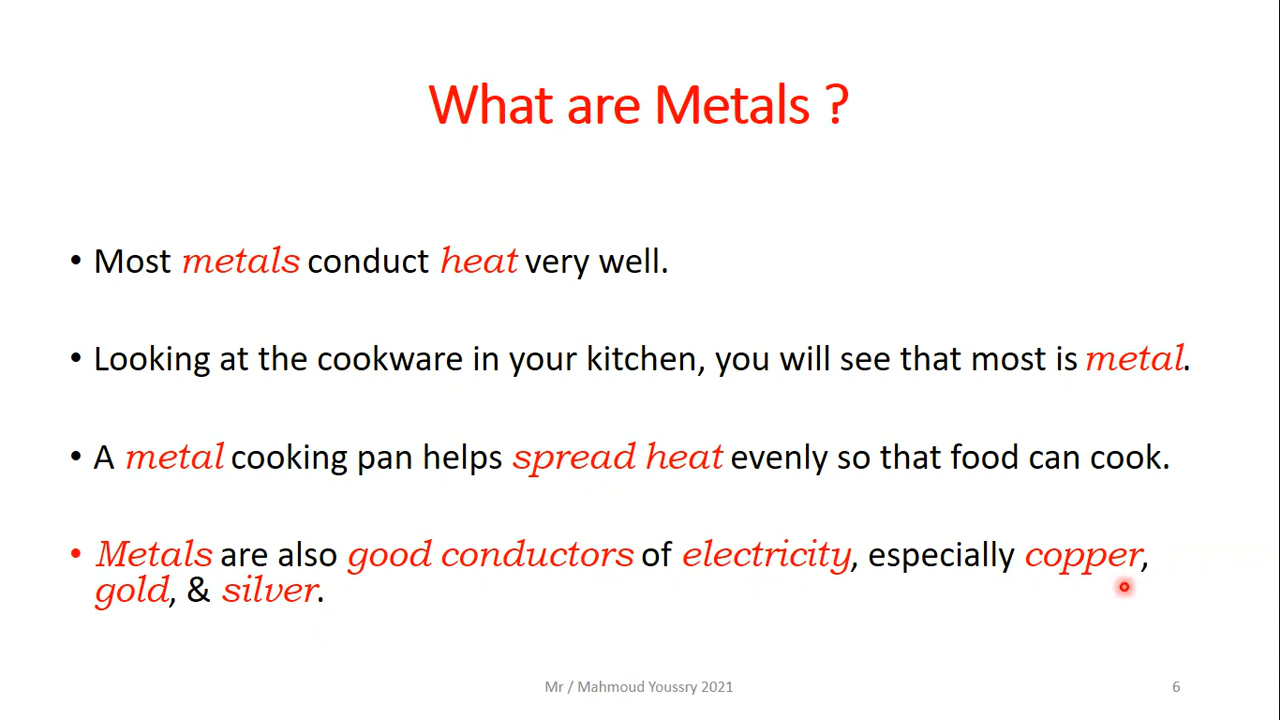 What are Metals ?
• Most metals conduct heat very well.
• Looking at the cookware in your kitchen, you will see that most is metal.
• A metal cooking pan helps spread heat evenly so that food can cook.
• Metals are also good conductors of electricity, especially copper,
gold, & silver.
Mr / Mahmoud Youssry 2021
6